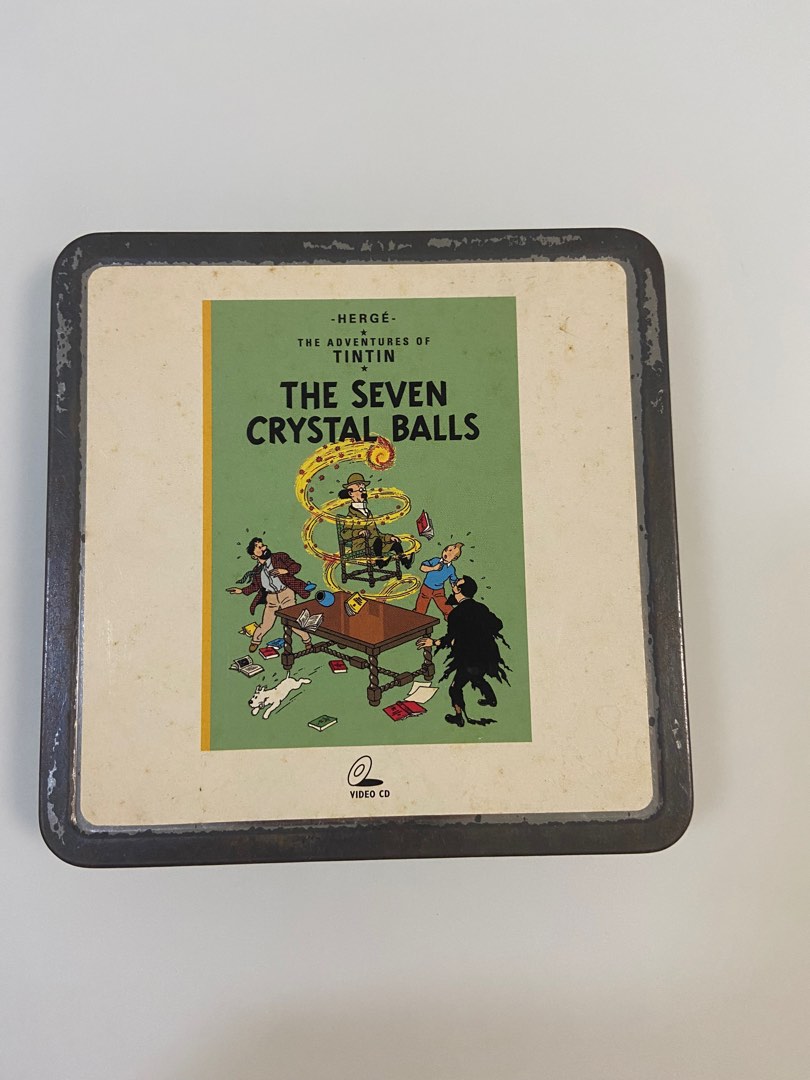 -HERGÉ-
THE ADVENTURES OF
TINTIN
THE SEVEN
CRYSTAL BALLS
VIDEO CD